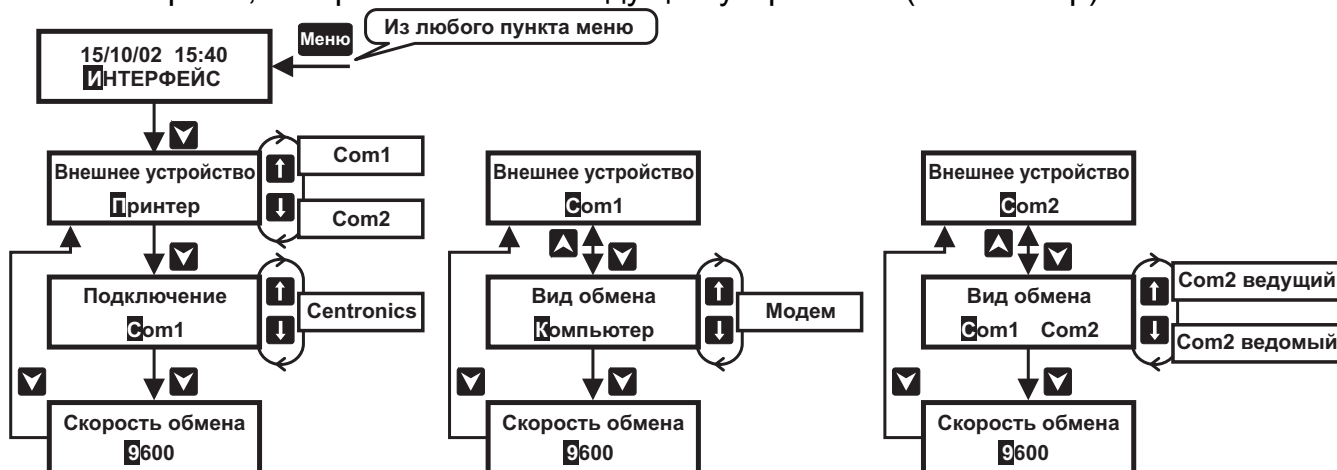 Меню
Из любого пункта меню
15/10/02 15:40
ИНТЕРФЕЙС
Внешнее устройство
Принтер
Com1
Com2
Подключение
Com1
Centronics
Скорость обмена
9600
Внешнее устройство
Com1
Вид обмена
Компьютер
Модем
Скорость обмена
9600
Внешнее устройство
Com2
Вид обмена
Com1 Com2
Com2 ведущий
Com2 ведомый
Скорость обмена
9600